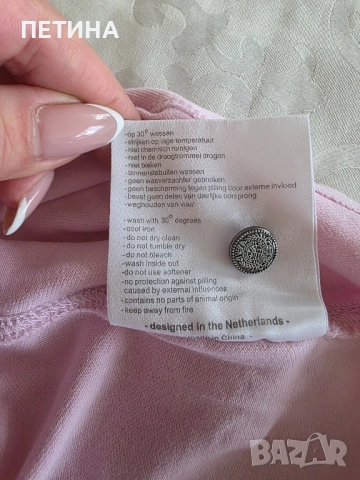 ПЕТИНА
-op 30° wassen
-strijken op lage temperatuur
-niet chemisch reinigen
-niet in de droogtrommel drogen
-niet bleken
-binnenstebuiten wassen
-geen wasverzachter gebruiken
-geen bescherming tegen pilling door externe invloed
-bevat geen delen van dierlijke oorsprong
-weghouden van vuur
-wash with 30° degrees
-cool iron
-do not dry clean
-do not tumble dry
-do not bleach
-wash inside out
-do not use softener
-no protection against pilling
caused by external influences
-contains no parts of animal origin
-keep away from fire
- designed in the Netherlands -
made in China -
BAZAR